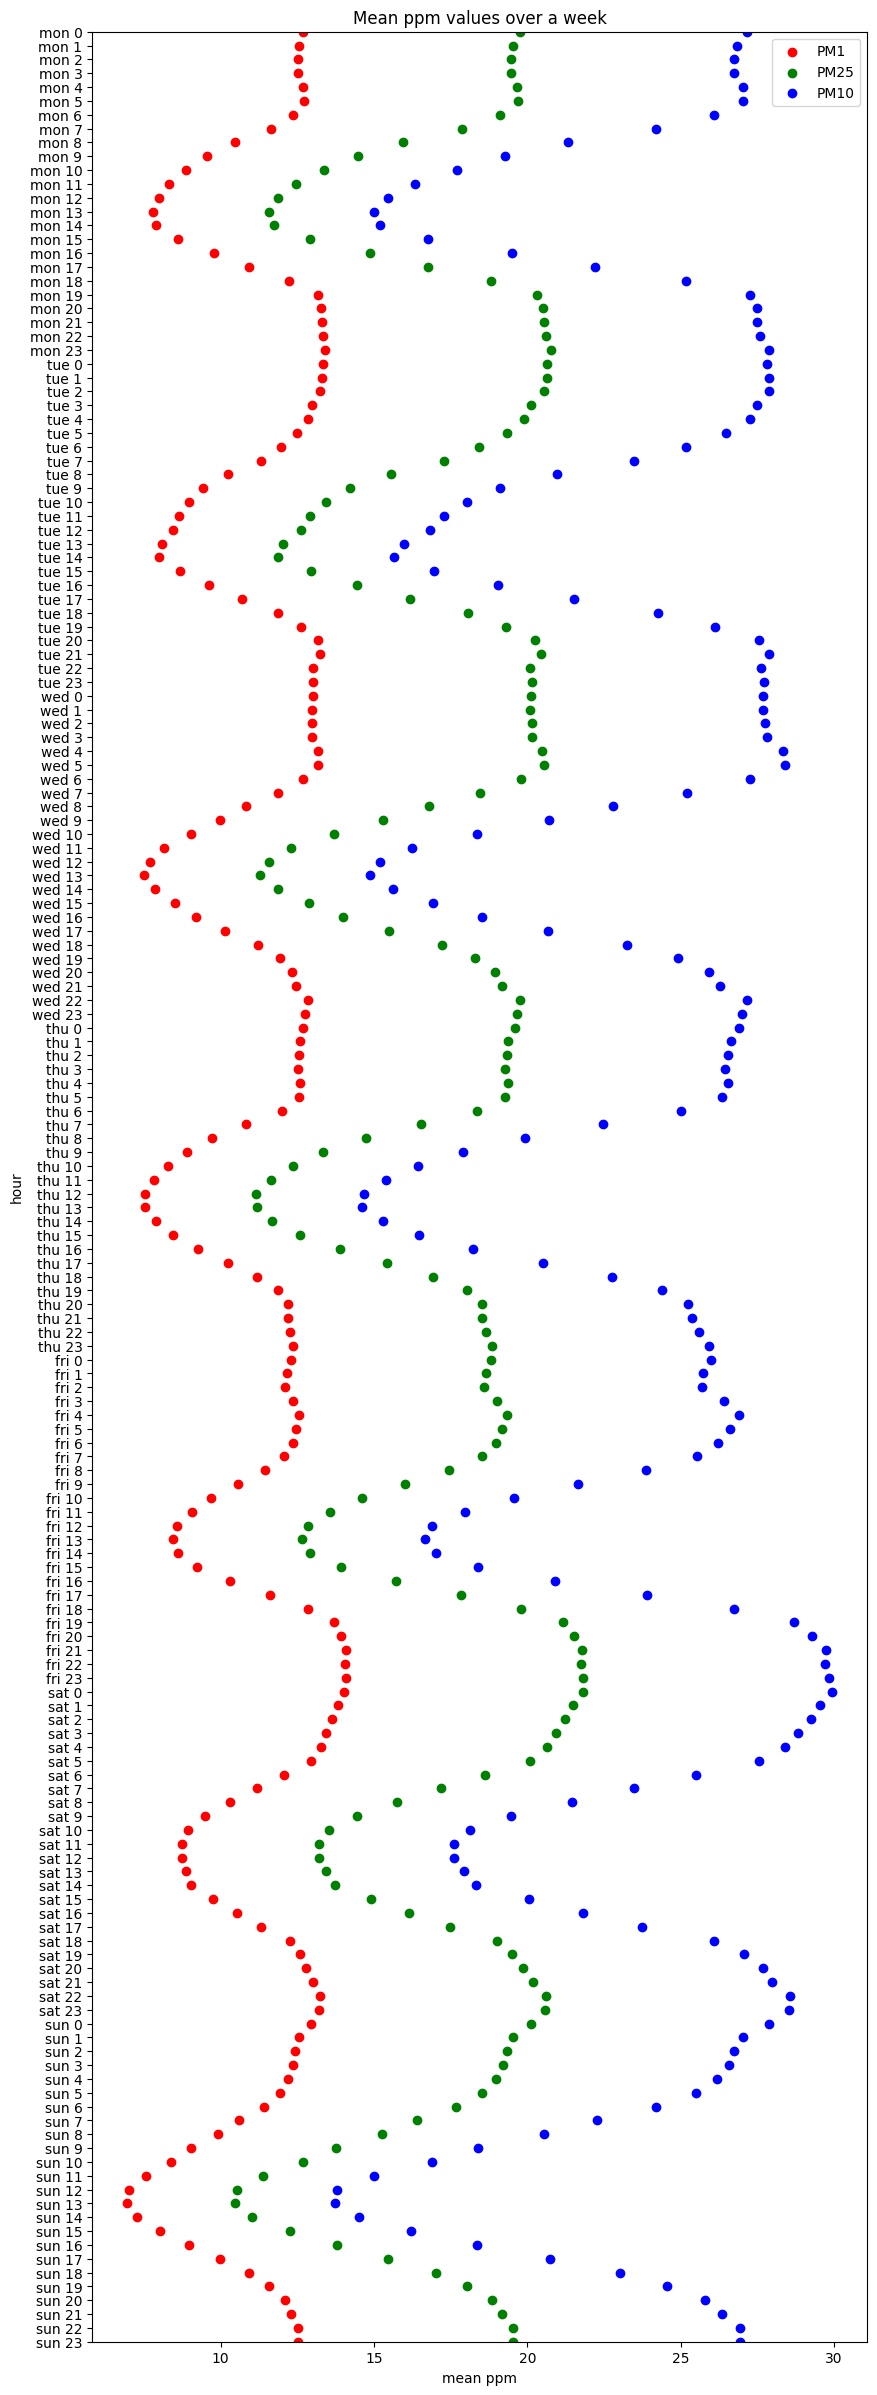 Mean ppm values over a week
PM1
PM25
PM10
mon 0
mon 1
mon 2
mon 3
mon 4
mon 5
mon 6
mon 7
mon 8
mon 9
mon 10
mon 11
mon 12
mon 13
mon 14
mon 15
mon 16
mon 17
mon 18
mon 19
mon 20
mon 21
mon 22
mon 23
tue 0
tue 1
tue 2
tue 3
tue 4
tue 5
tue 6
tue 7
tue 8
tue 9
tue 10
tue 11
tue 12
tue 13
tue 14
tue 15
tue 16
tue 17
tue 18
tue 19
tue 20
tue 21
tue 22
tue 23
wed 0
wed 1
wed 2
wed 3
wed 4
wed 5
wed 6
wed 7
wed 8
wed 9
wed 10
wed 11
wed 12
wed 13
wed 14
wed 15
wed 16
wed 17
wed 18
wed 19
wed 20
wed 21
wed 22
wed 23
thu 0
thu 1
thu 2
thu 3
thu 4
thu 5
thu 6
thu 7
thu 8
thu 9
thu 10
thu 11
thu 12
thu 13
thu 14
thu 15
thu 16
thu 17
thu 18
thu 19
thu 20
thu 21
thu 22
thu 23
fri 0
fri 1
fri 2
fri 3
fri 4
fri 5
fri 6
fri 7
fri 8
fri 9
fri 10
fri 11
fri 12
fri 13
fri 14
fri 15
fri 16
fri 17
fri 18
fri 19
fri 20
fri 21
fri 22
fri 23
sat 0
sat 1
sat 2
sat 3
sat 4
sat 5
sat 6
sat 7
sat 8
sat 9
sat 10
sat 11
sat 12
sat 13
sat 14
sat 15
sat 16
sat 17
sat 18
sat 19
sat 20
sat 21
sat 22
sat 23
sun 0
sun 1
sun 2
sun 3
sun 4
sun 5
sun 6
sun 7
sun 8
sun 9
sun 10
sun 11
sun 12
sun 13
sun 14
sun 15
sun 16
sun 17
sun 18
sun 19
sun 20
sun 21
sun 22
sun 23
hour
10 15 20 25 30
mean ppm